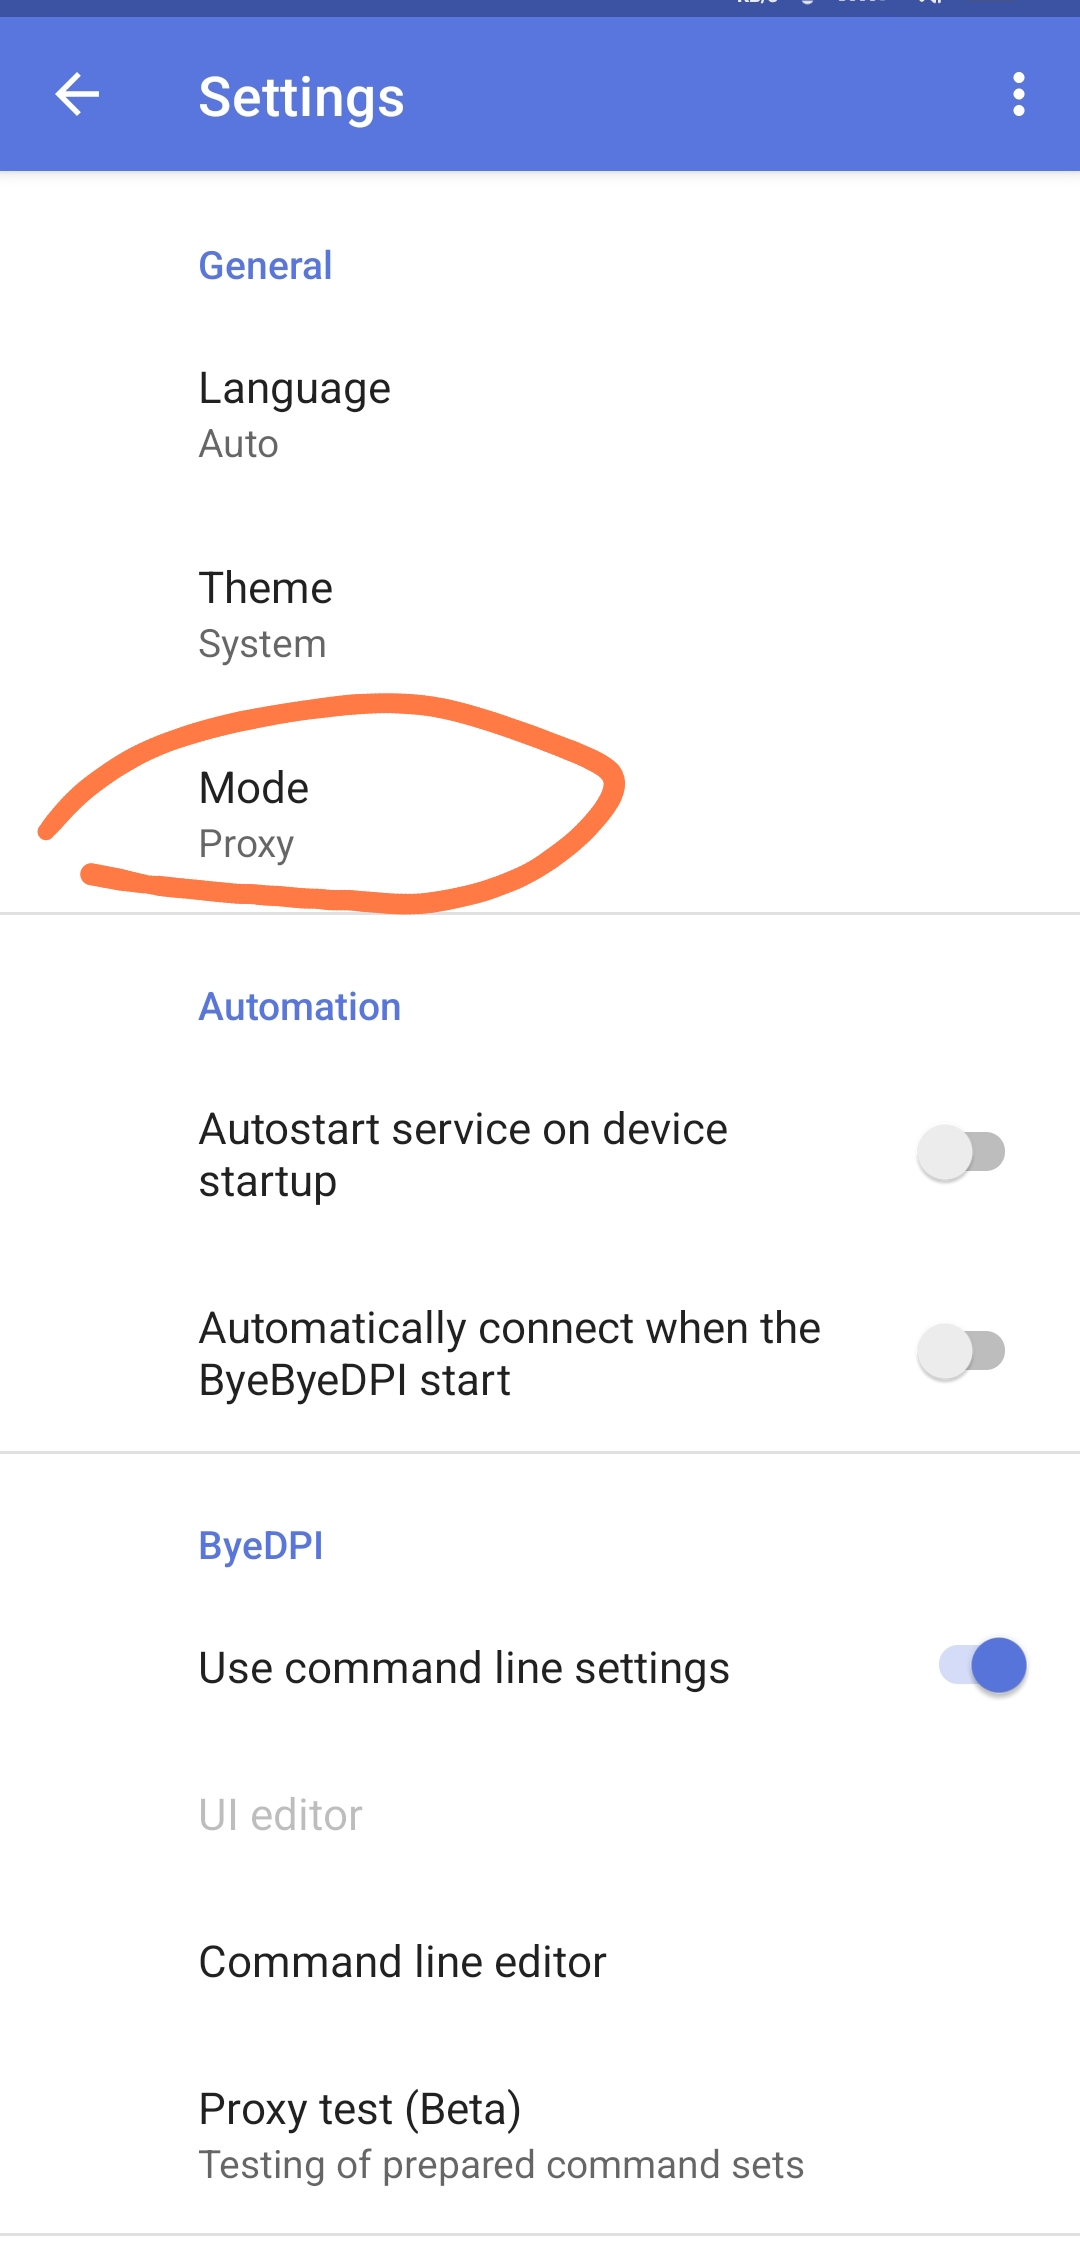 Settings
General
Language
Auto
Theme
System
Mode
Proxy
Automation
Autostart service on device
startup
Automatically connect when the
ByeByeDPI start
ByeDPI
Use command line settings
UI editor
Command line editor
Proxy test (Beta)
Testing of prepared command sets